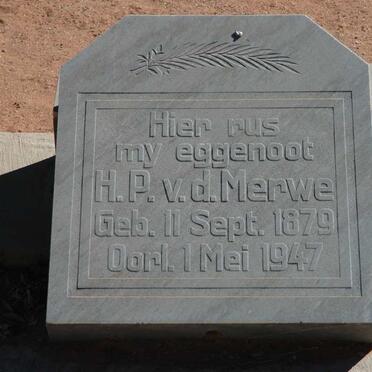 Hier rus
my eggenoot
H.P. v.d. Merwe
Geb. 11 Sept. 1879
Oorl. 1 Mei 1947